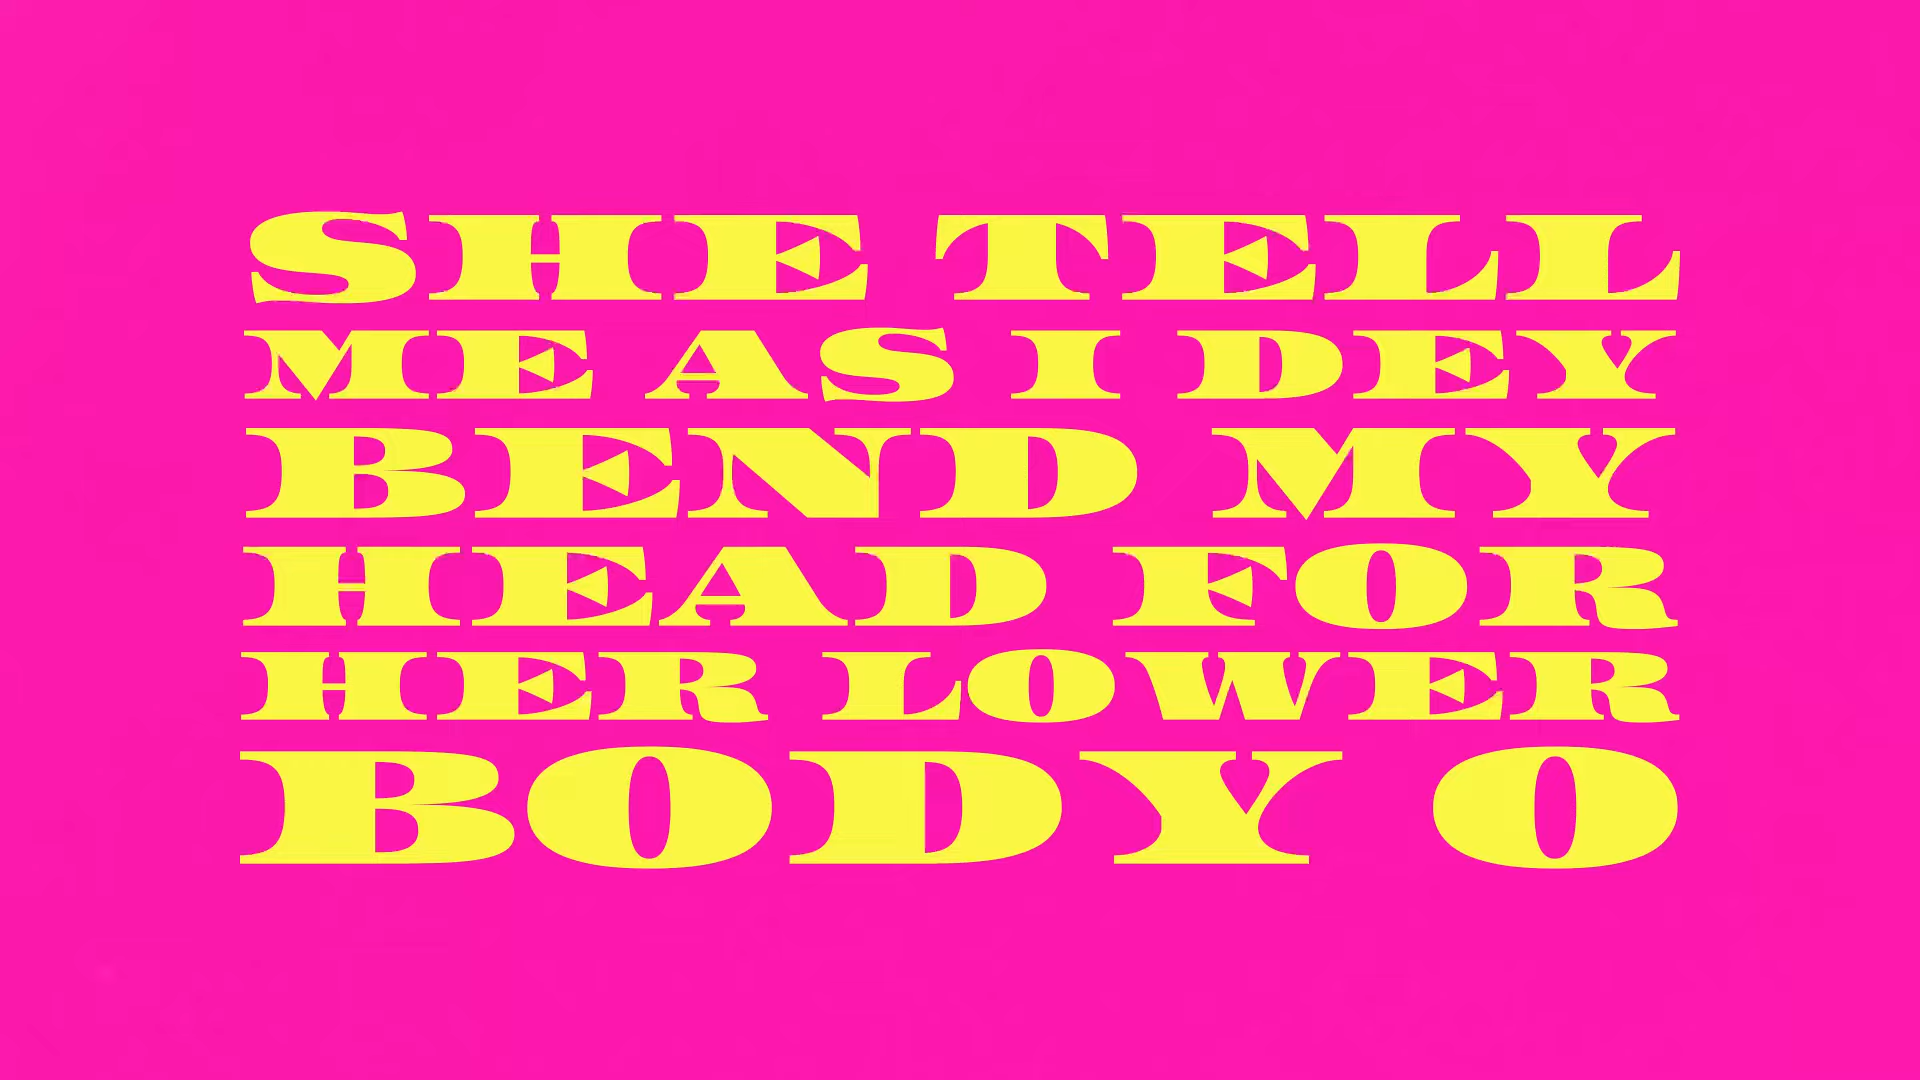 SHE TELL
ME AS I DEY
BEND MY
HEAD FOR
HER LOWER
BODY O